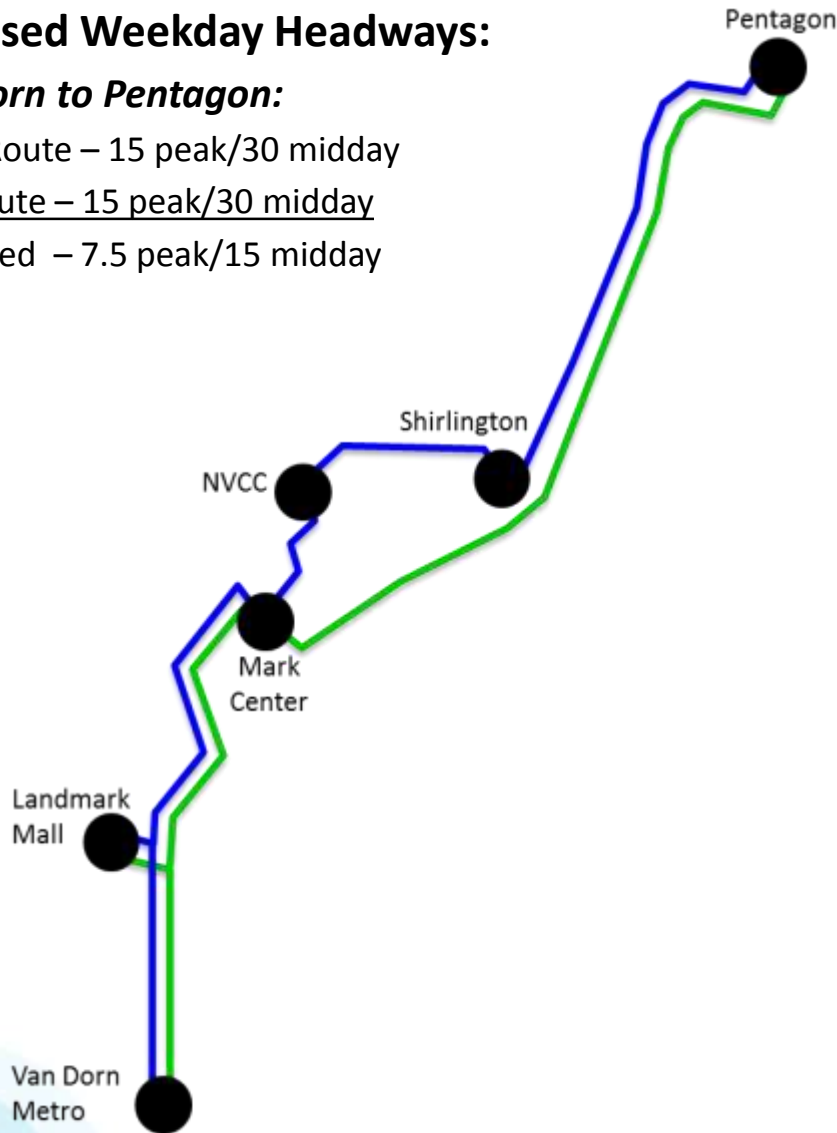 sed Weekday Headways:
orn to Pentagon:
oute – 15 peak/30 midday
ute – 15 peak/30 midday
ed – 7.5 peak/15 midday
Pentagon
Shirlington
NVCC
Mark
Center
Landmark
Mall
Van Dorn
Metro